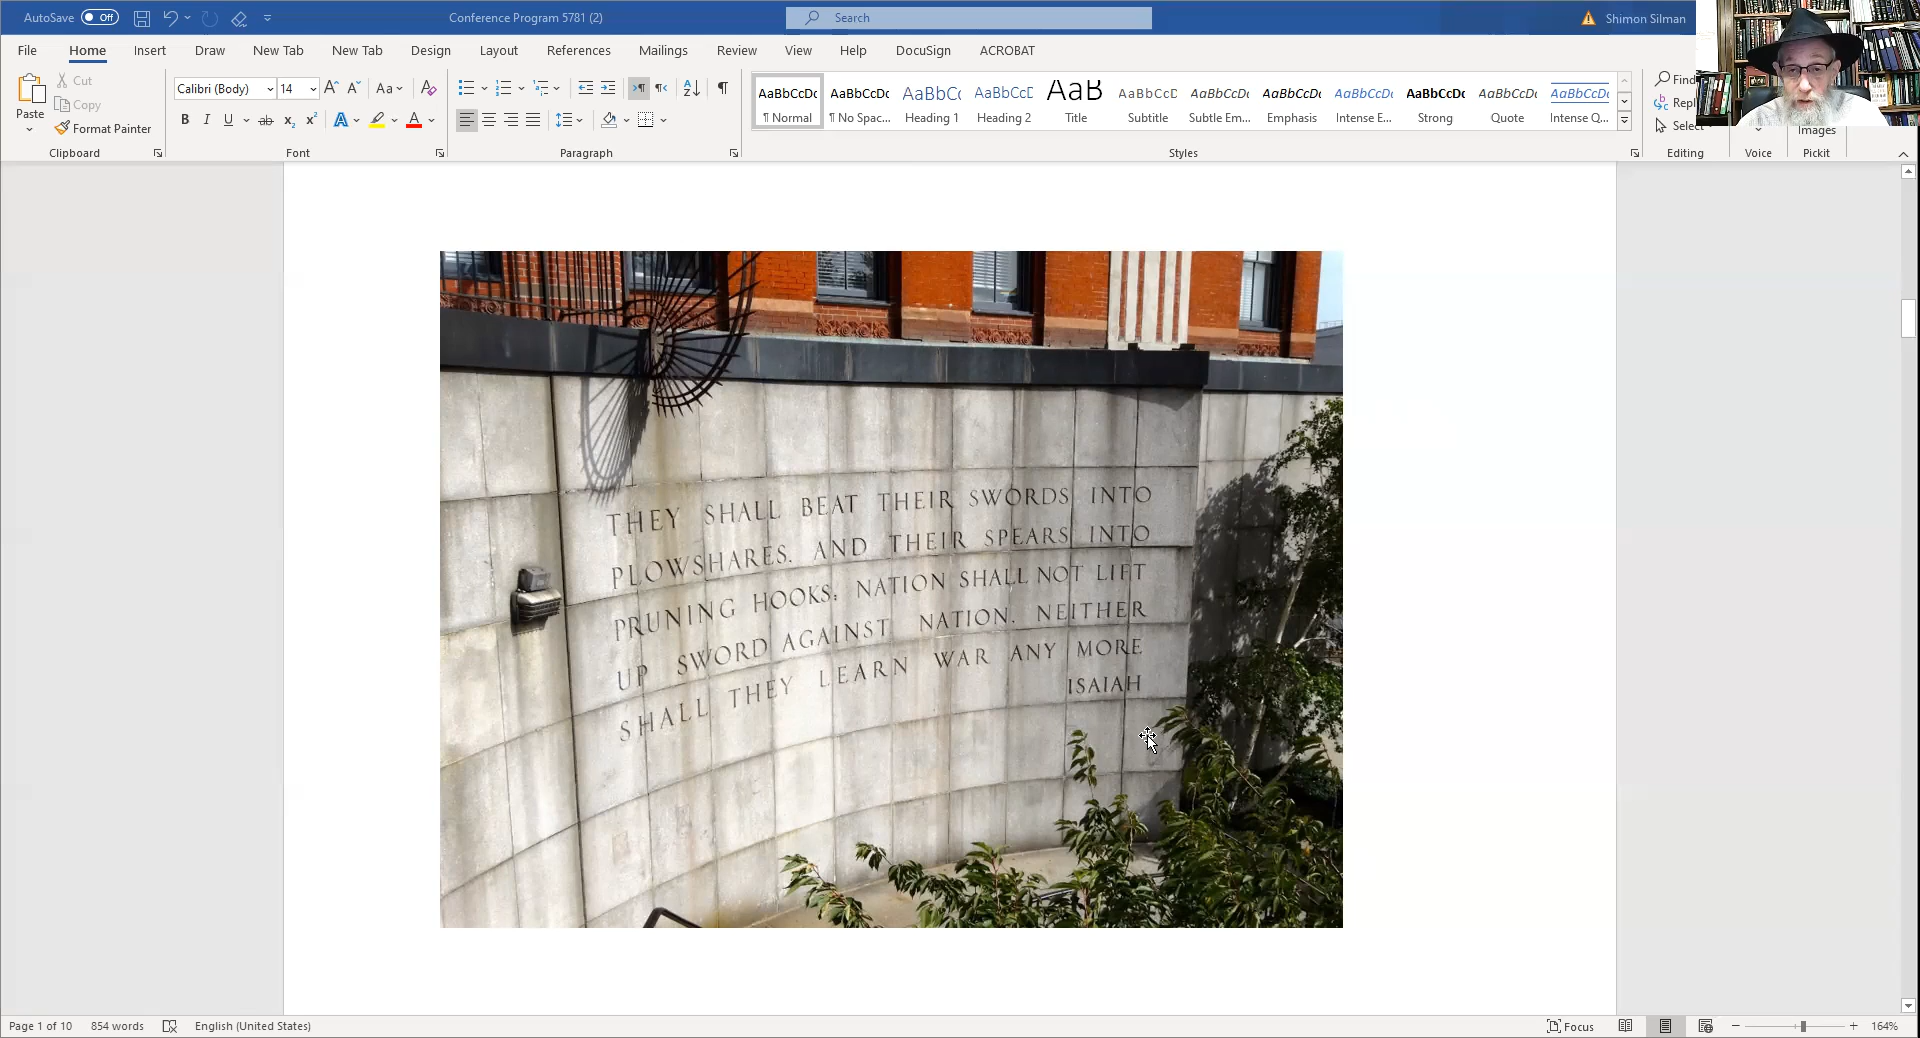 AutoSave Off Conference Program 5781 (2) Search Shimon Silman
File Home Insert Draw New Tab New Tab Design Layout References Mailings Review View Help DocuSign ACROBAT
Paste
Cut
Copy
Format Painter
Clipboard
Calibri (Body) 14
Font
Paragraph
AaBbCcDc AaBbCcDc AaBbCc AaBbCcD AaB AaBbCcD AaBbCcDc AaBbCcDc AaBbCcDc AaBbCcDc AaBbCcDc AaBbCcDc
¶ Normal ¶ No Spac... Heading 1 Heading 2 Title Subtitle Subtle Em... Emphasis Intense E... Strong Quote Intense Q...
Styles
Find
Repl
Select
Editing
Voice
Images
Pickit
THEY SHALL BEAT THEIR SWORDS INTO
PLOWSHARES. AND THEIR SPEARS INTO
PRUNING HOOKS; NATION SHALL NOT LIFT
UP SWORD AGAINST NATION. NEITHER
SHALL THEY LEARN WAR ANY MORE
ISAIAH
Page 1 of 10 854 words English (United States) Focus 164%